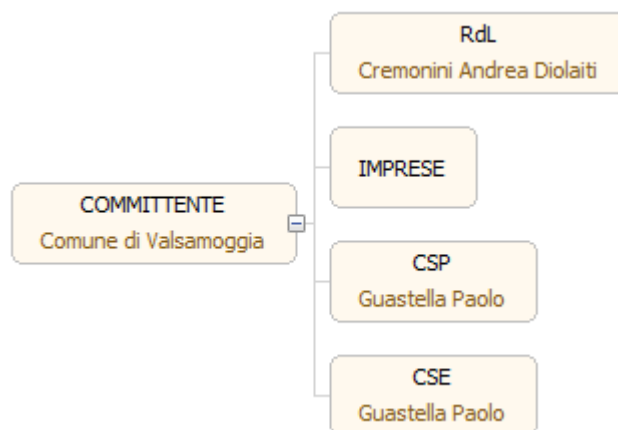 RdL
Cremonini Andrea Diolaiti
IMPRESE
COMMITTENTE
Comune di Valsamoggia
CSP
Guastella Paolo
CSE
Guastella Paolo